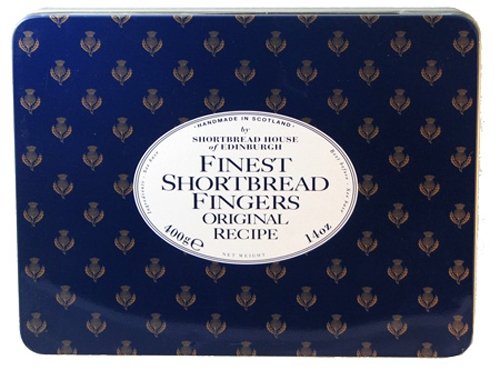 · HANDMADE IN SCOTLAND ·
by
SHORTBREAD HOUSE
OF EDINBURGH
FINEST
SHORTBREAD
FINGERS
ORIGINAL
RECIPE
400g℮ 14oz
NET WEIGHT